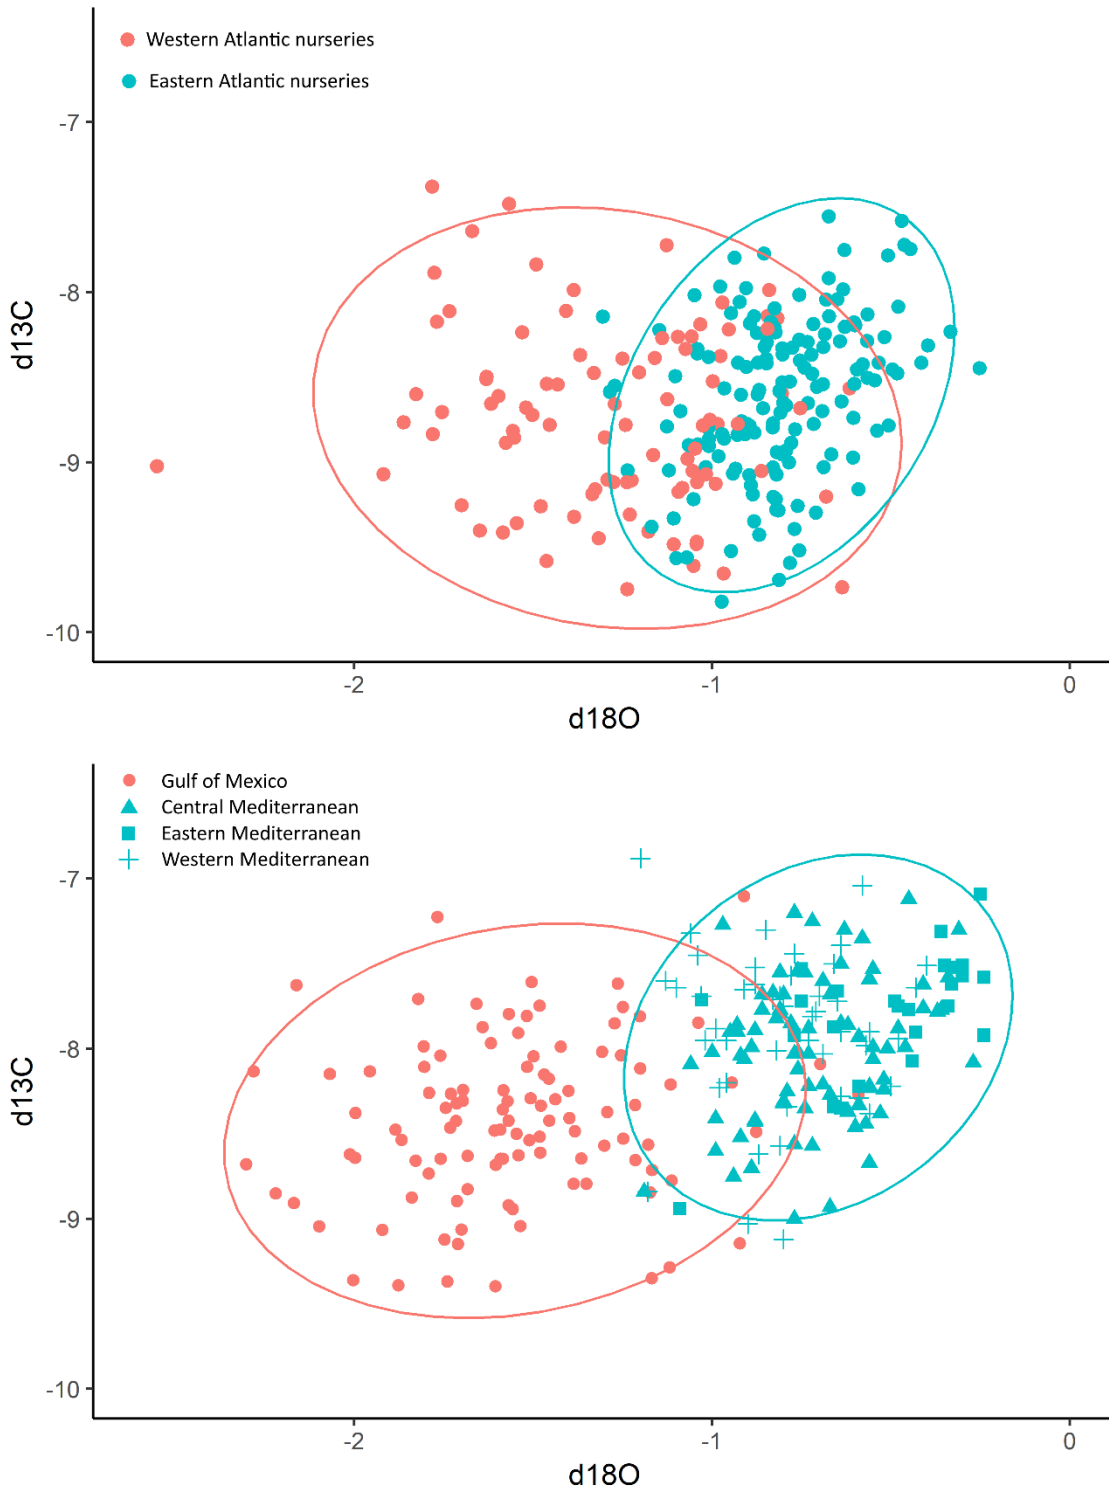 Western Atlantic nurseries
Eastern Atlantic nurseries
-7
-8
-9
-10
d13C
-2 -1 0
d18O
Gulf of Mexico
Central Mediterranean
Eastern Mediterranean
Western Mediterranean
-7
-8
-9
-10
d13C
-2 -1 0
d18O